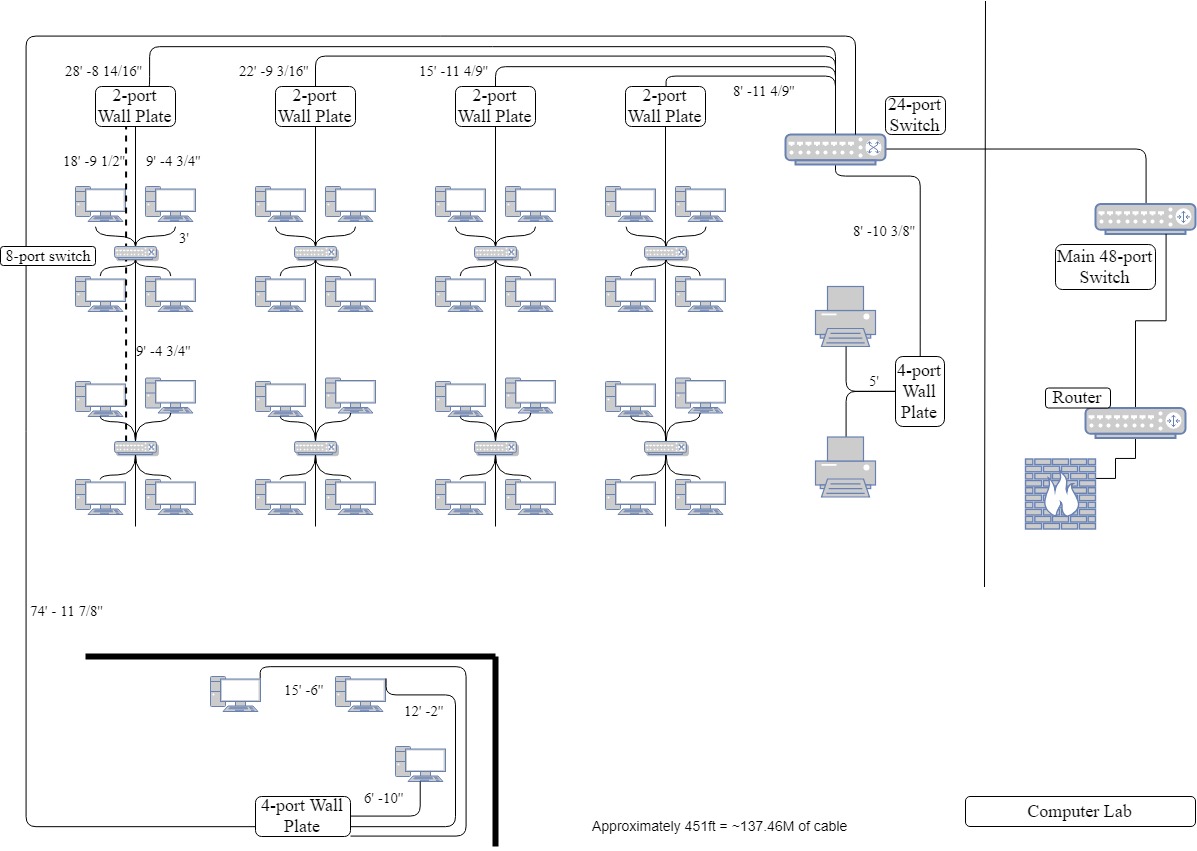 28' -8 14/16"
22' -9 3/16"
15' -11 4/9"
8' -11 4/9"
2-port
Wall Plate
2-port
Wall Plate
2-port
Wall Plate
2-port
Wall Plate
24-port
Switch
18' -9 1/2"
9' -4 3/4"
3'
8-port switch
8' -10 3/8"
Main 48-port
Switch
9' -4 3/4"
5'
4-port
Wall
Plate
Router
74' - 11 7/8"
15' -6"
12' -2"
6' -10"
4-port Wall
Plate
Approximately 451ft = ~137.46M of cable
Computer Lab